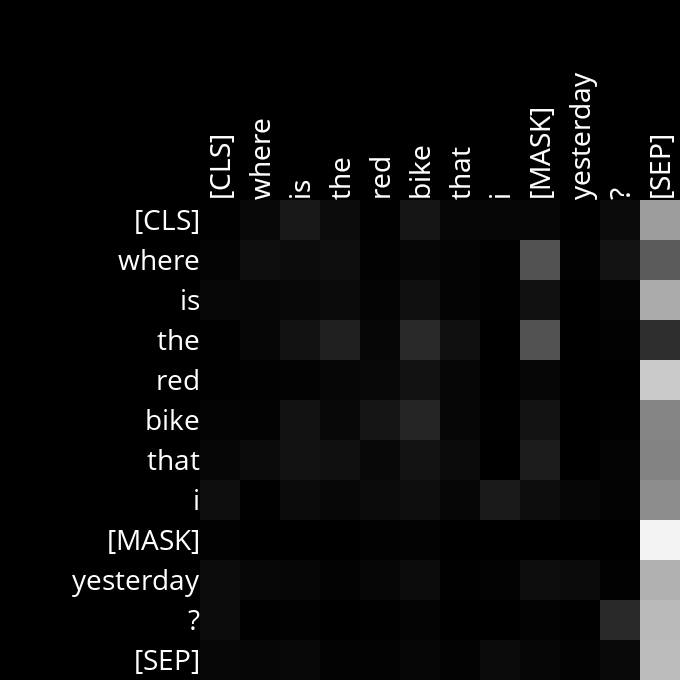 [CLS] where is the red bike that i [MASK] yesterday ? [SEP]
[CLS]
where
is
the
red
bike
that
i
[MASK]
yesterday
?
[SEP]